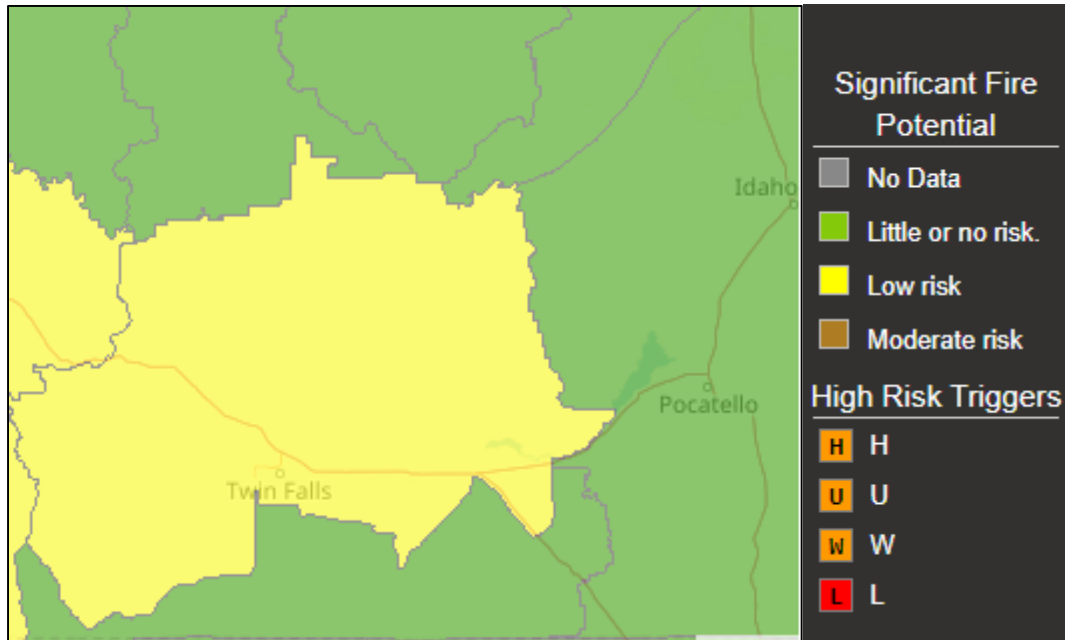 Idaho
Pocatello
Twin Falls
Significant Fire
Potential
No Data
Little or no risk.
Low risk
Moderate risk
High Risk Triggers
H H
U U
W W
L L